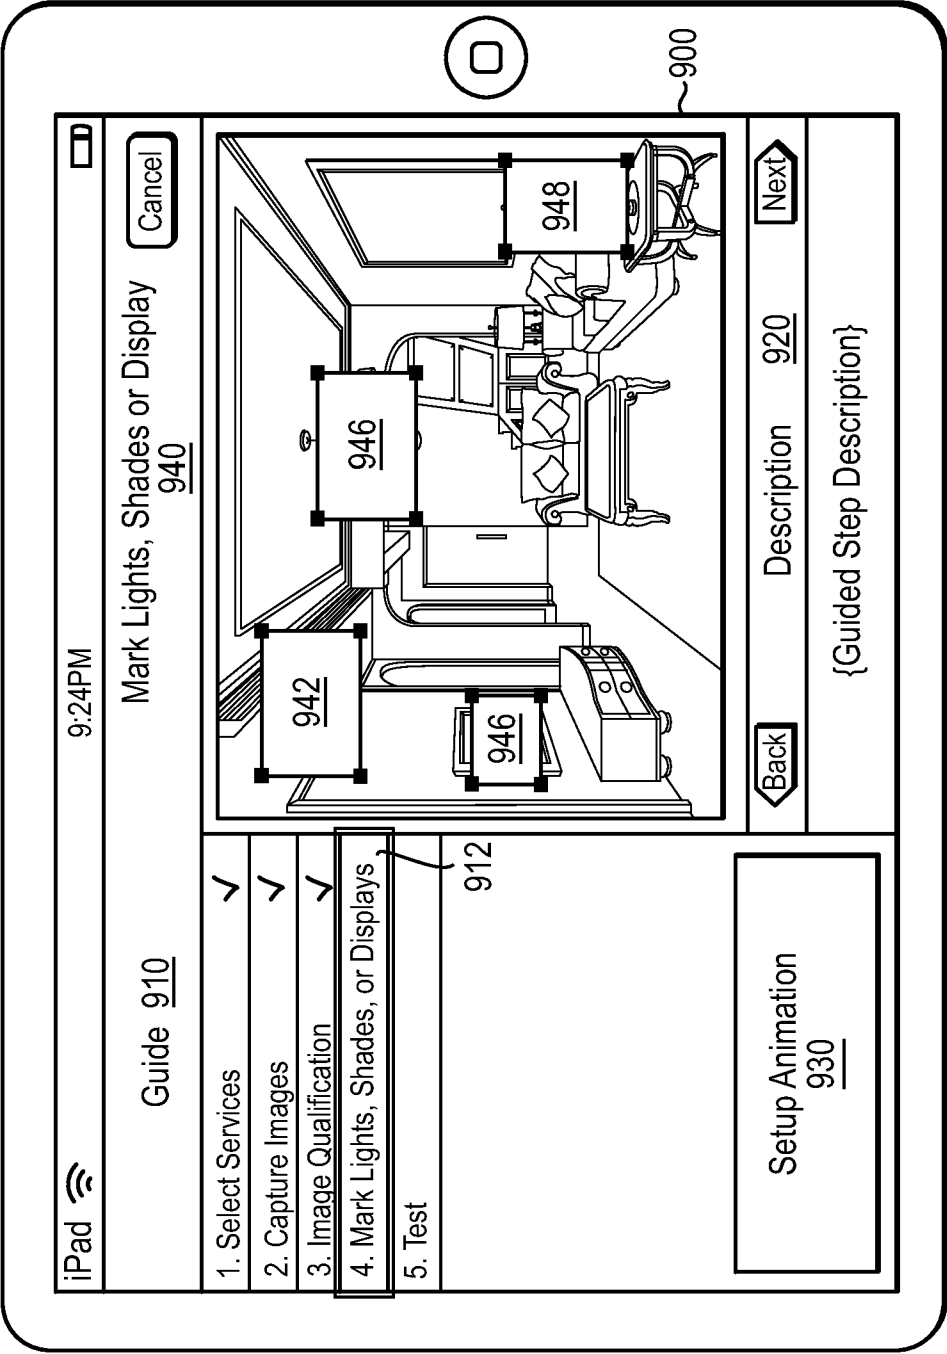 iPad
9:24PM
Guide 910
Mark Lights, Shades or Display
940
Cancel
1. Select Services
2. Capture Images
3. Image Qualification
4. Mark Lights, Shades, or Displays
5. Test
912
942
946
946
948
Setup Animation
930
Back
Description 920
Next
{Guided Step Description}
900